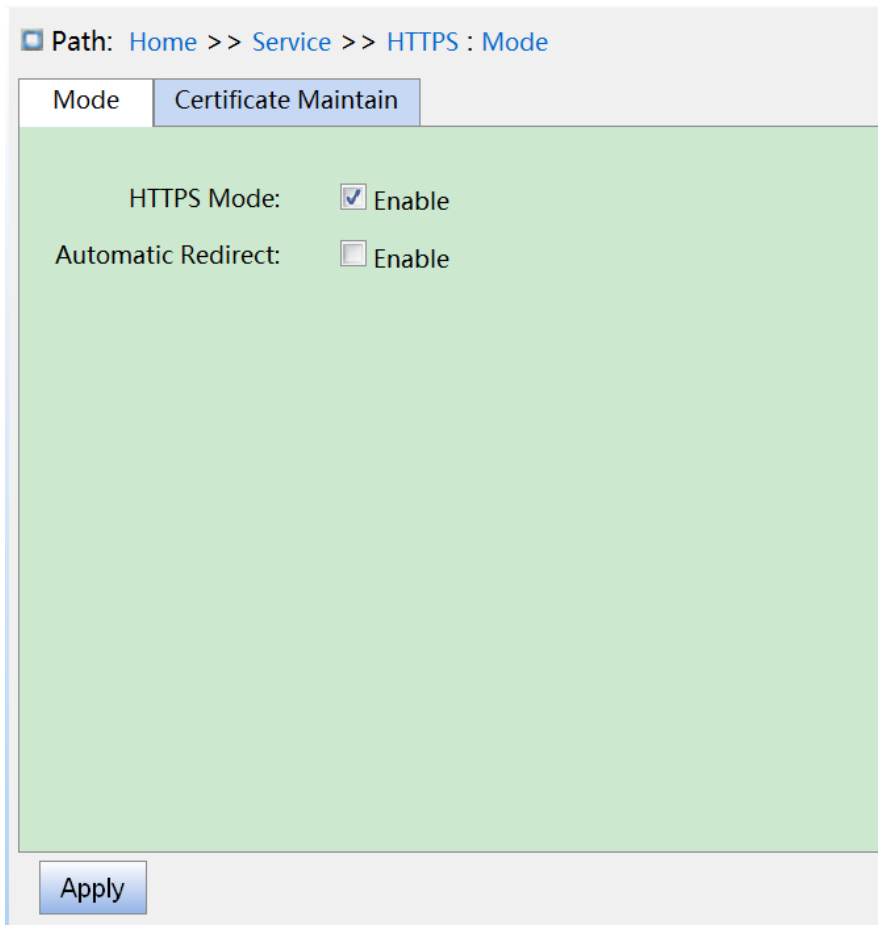 Path: Home >> Service >> HTTPS : Mode
Mode Certificate Maintain
HTTPS Mode: Enable
Automatic Redirect: Enable
Apply